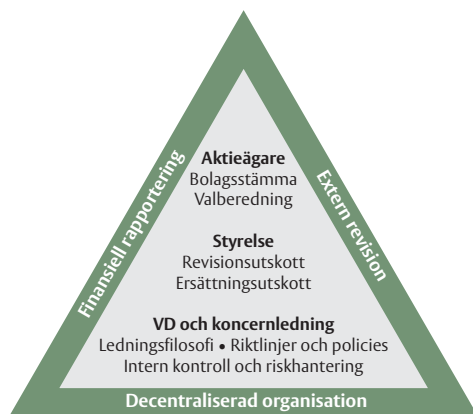 Finansiell rapportering
Extern revision
Aktieägare
Bolagsstämma
Valberedning
Styrelse
Revisionsutskott
Ersättningsutskott
VD och koncernledning
Ledningsfilosofi • Riktlinjer och policies
Intern kontroll och riskhantering
Decentraliserad organisation